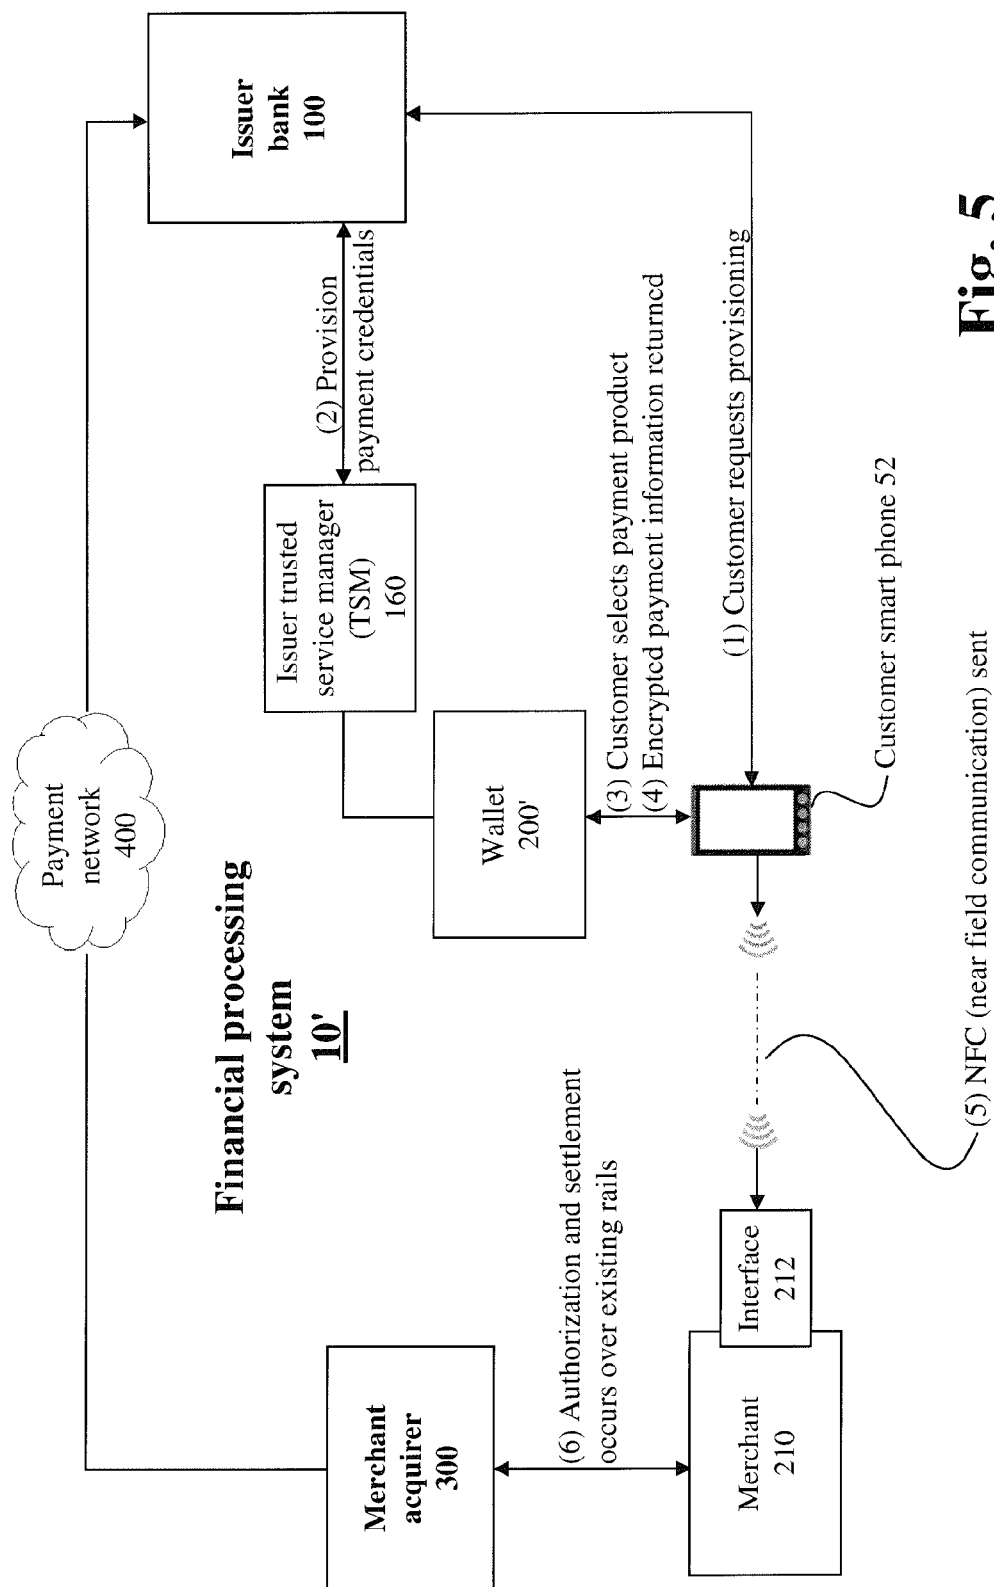 Payment
network
400
Issuer
bank
100
(2) Provision
payment credentials
Issuer trusted
service manager
(TSM)
160
Financial processing
system
10'
Wallet
200'
(3) Customer selects payment product
(4) Encrypted payment information returned
(1) Customer requests provisioning
Customer smart phone 52
(5) NFC (near field communication) sent
Merchant
acquirer
300
(6) Authorization and settlement
occurs over existing rails
Interface
212
Merchant
210
Fig. 5